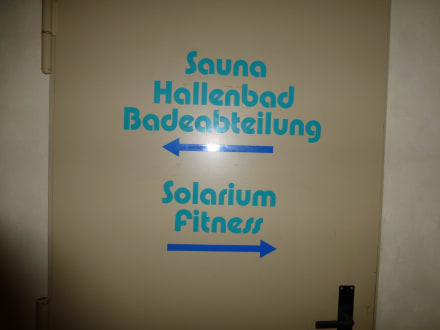 Sauna
Hallenbad
Badeabteilung
Solarium
Fitness